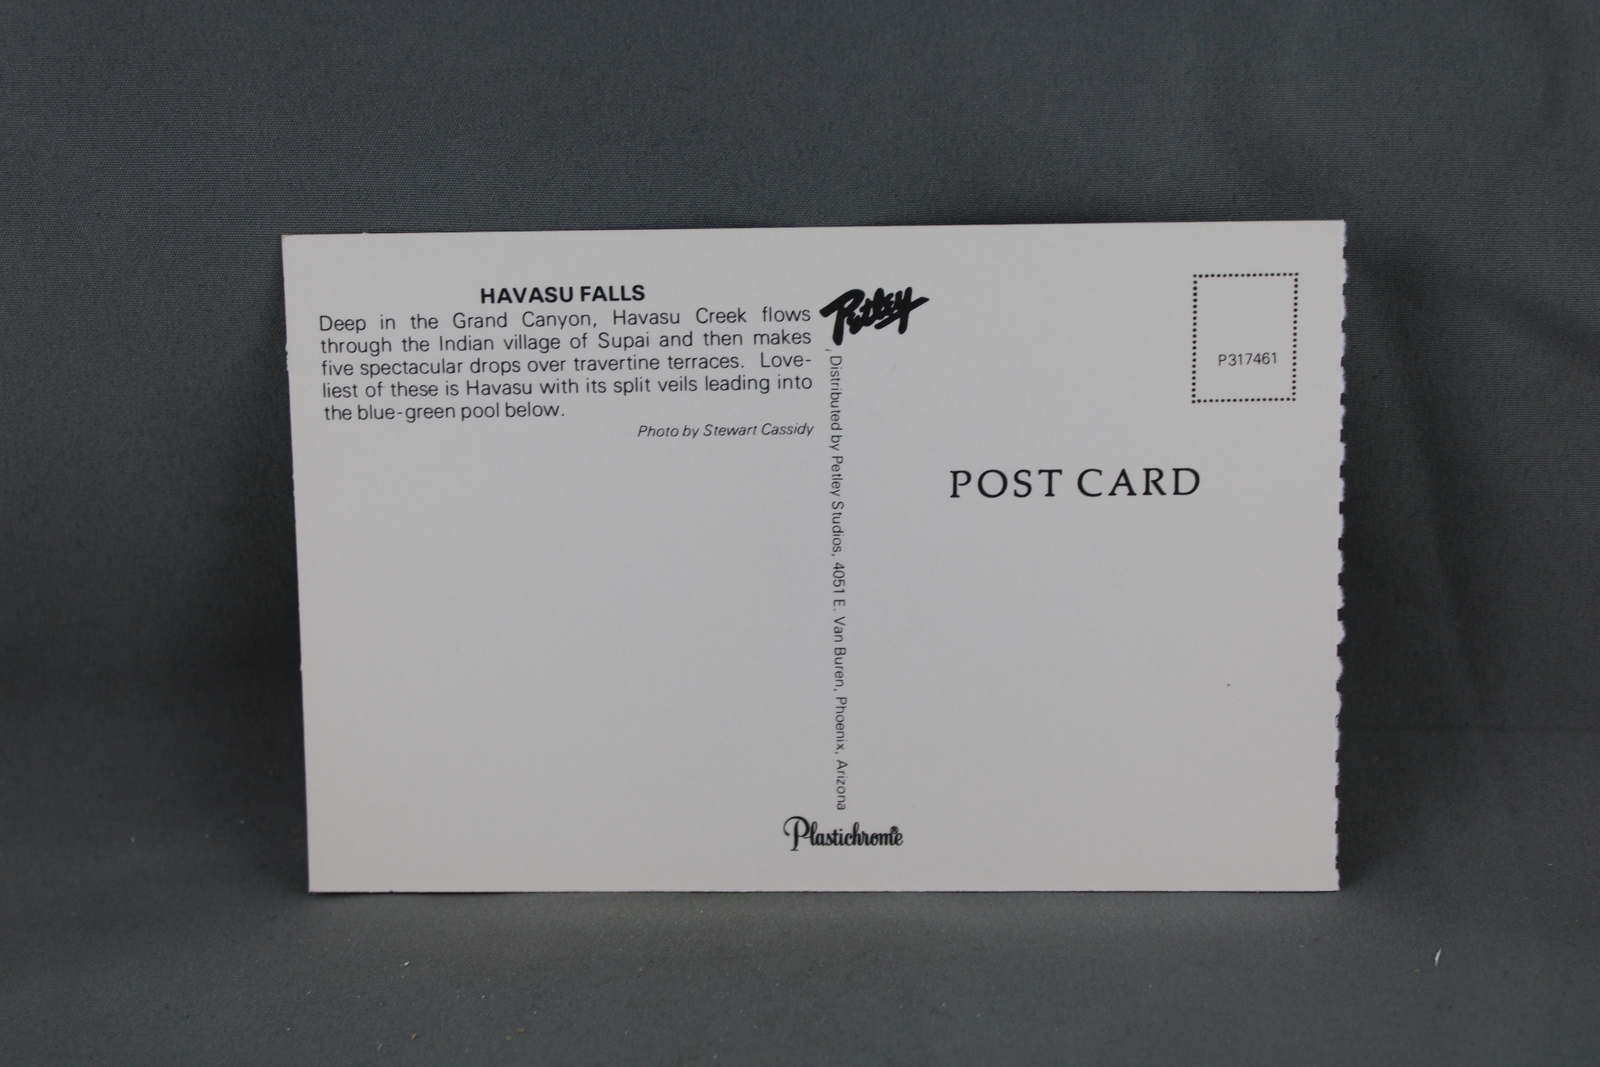 HAVASU FALLS
Deep in the Grand Canyon, Havasu Creek flows
through the Indian village of Supai and then makes
five spectacular drops over travertine terraces. Love-
liest of these is Havasu with its split veils leading into
the blue-green pool below.
Photo by Stewart Cassidy
Petley
Distributed by Petley Studios, 4051 E. Van Buren, Phoenix, Arizona
Plastichrome®
P317461
POST CARD